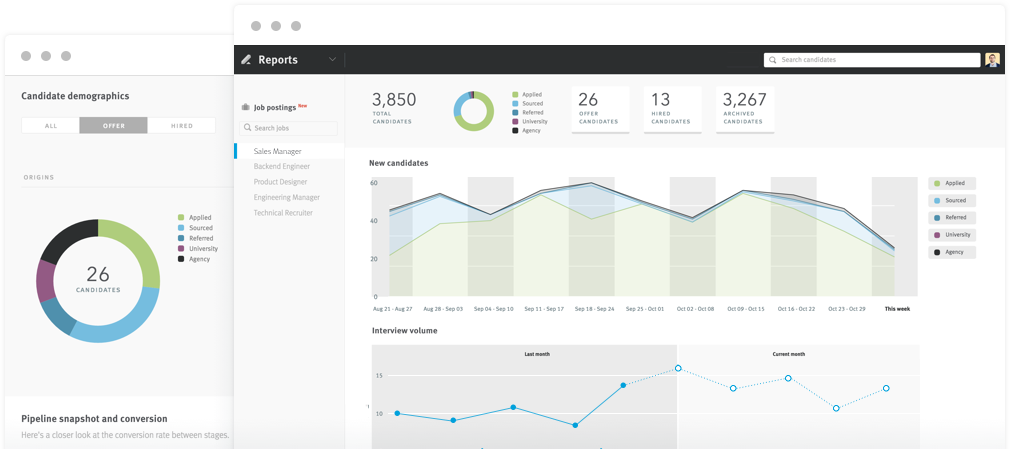 Candidate demographics
ALL OFFER HIRED
ORIGINS
Applied
Sourced
Referred
University
Agency
26
CANDIDATES
Pipeline snapshot and conversion
Here's a closer look at the conversion rate between stages.
Reports
Search candidates
Job postings New
Search Jobs
Sales Manager
Backend Engineer
Product Designer
Engineering Manager
Technical Recruiter
3,850
TOTAL
CANDIDATES
Applied
Sourced
Referred
University
Agency
26
OFFER
CANDIDATES
13
HIRED
CANDIDATES
3,267
ARCHIVED
CANDIDATES
New candidates
60
40
20
0
Aug 21 - Aug 27 Aug 28 - Sep 03 Sep 04 - Sep 10 Sep 11 - Sep 17 Sep 18 - Sep 24 Sep 25 - Oct 01 Oct 02 - Oct 08 Oct 09 - Oct 15 Oct 16 - Oct 22 Oct 23 - Oct 29 This week
Applied
Sourced
Referred
University
Agency
Interview volume
Last month Current month
15
10